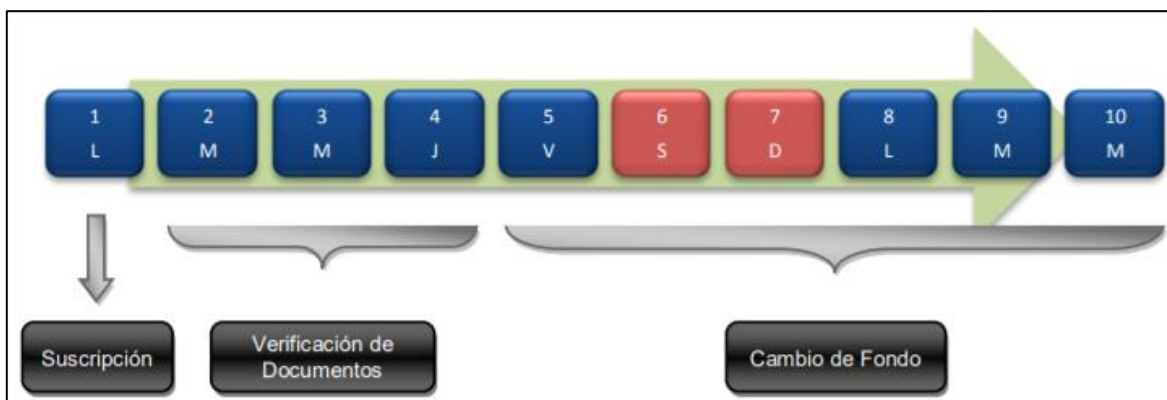 1 2 3 4 5 6 7 8 9 10
L M M J V S D L M M
Suscripción
Verificación de
Documentos
Cambio de Fondo